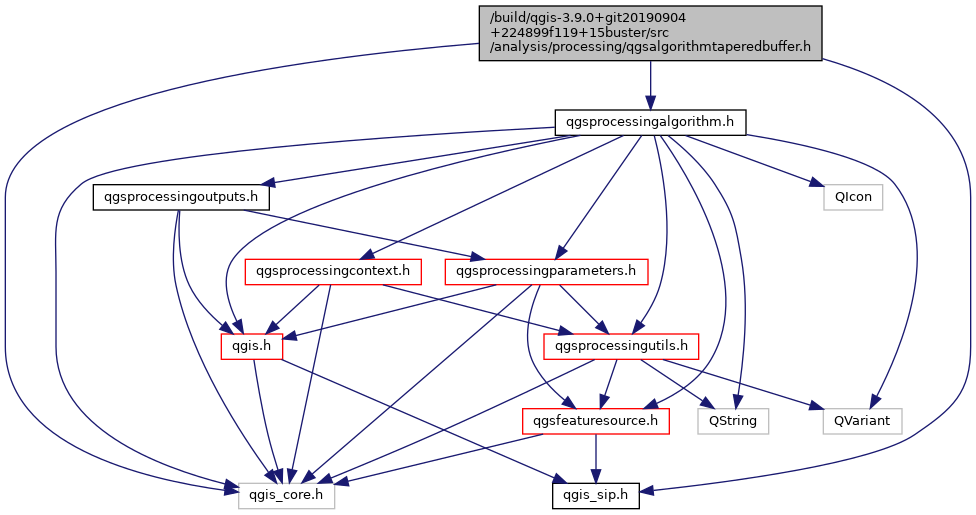 /build/qgis-3.9.0+git20190904
+224899f119+15buster/src
/analysis/processing/qgsalgorithmtaperedbuffer.h
qgsprocessingalgorithm.h
qgsprocessingoutputs.h
QIcon
qgsprocessingcontext.h
qgsprocessingparameters.h
qgis.h
qgsprocessingutils.h
qgsfeaturesource.h
QString
QVariant
qgis_core.h
qgis_sip.h